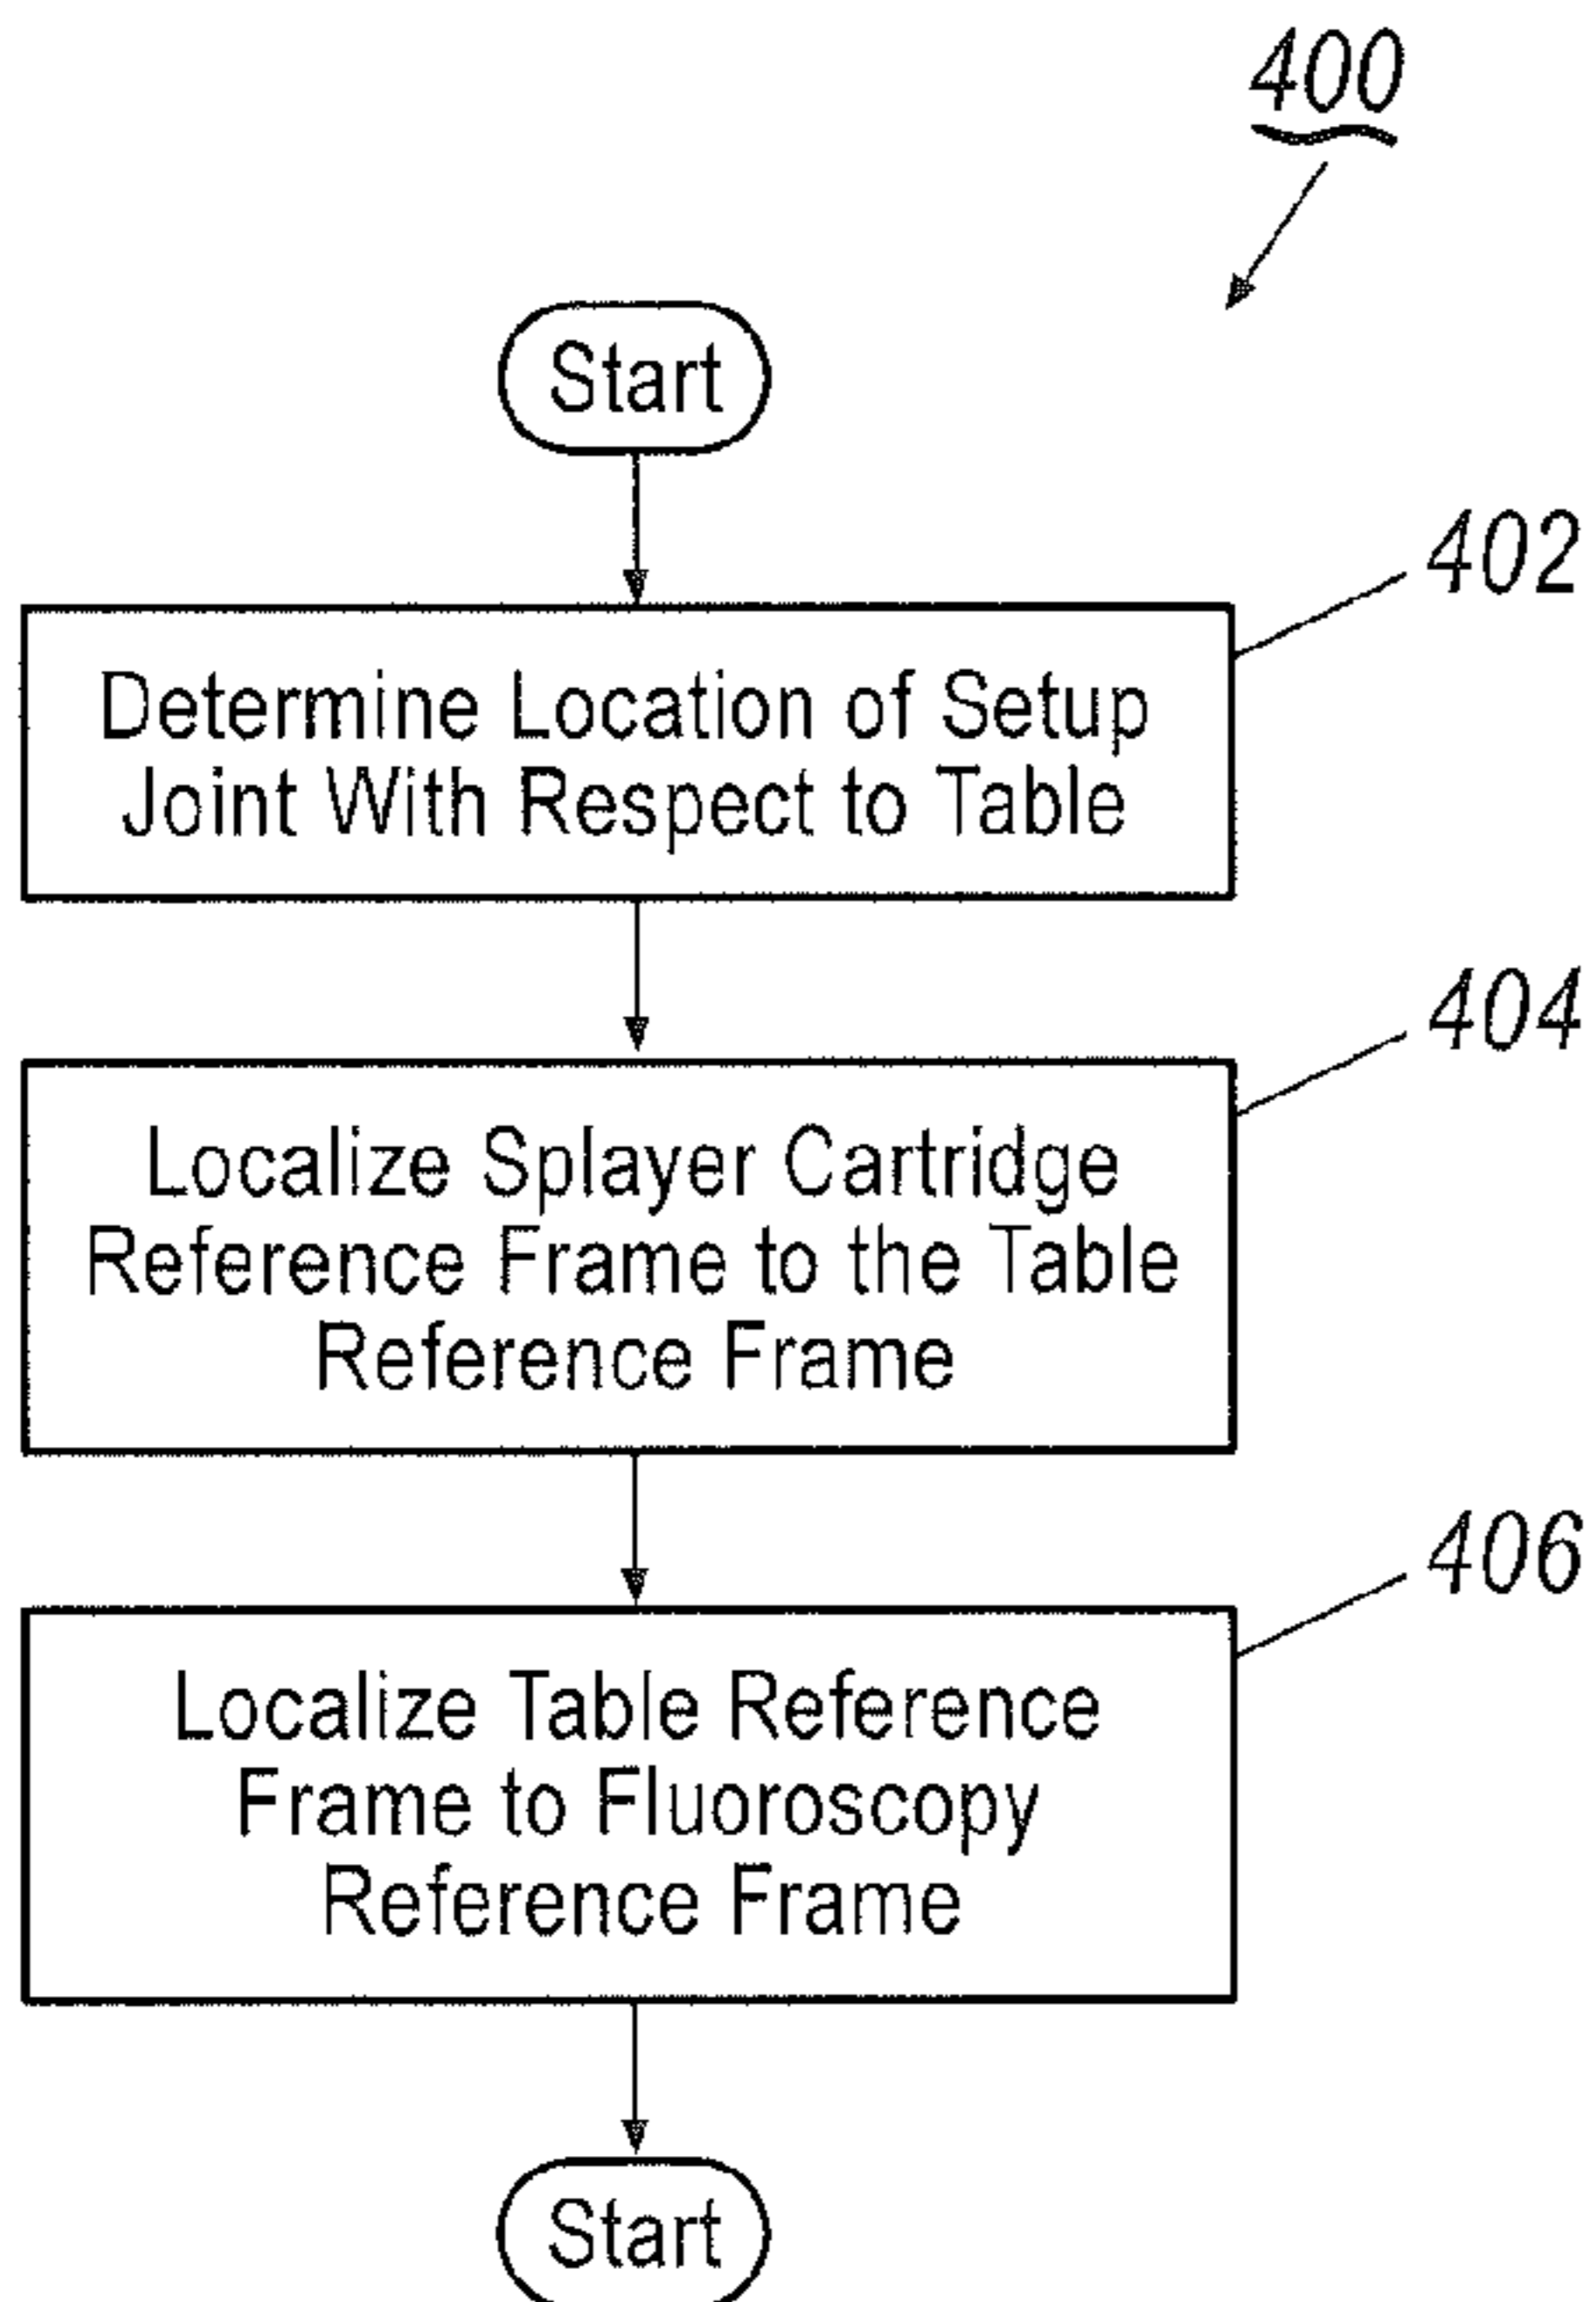 400
Start
402
Determine Location of Setup
Joint With Respect to Table
404
Localize Splayer Cartridge
Reference Frame to the Table
Reference Frame
406
Localize Table Reference
Frame to Fluoroscopy
Reference Frame
Start